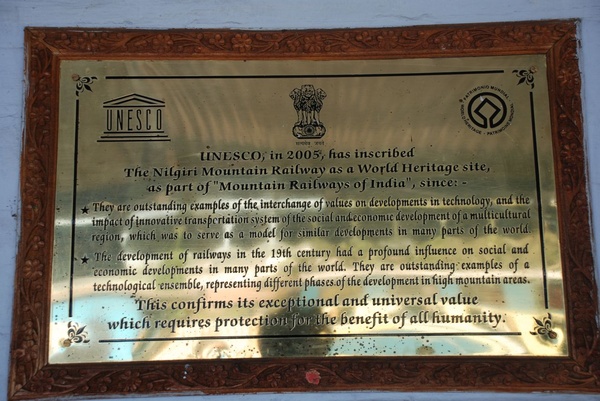 UNESCO
PATRIMONIO MUNDIAL
WORLD HERITAGE • PATRIMOINE MONDIAL
UNESCO, in 2005, has inscribed
The Nilgiri Mountain Railway as a World Heritage site,
as part of "Mountain Railways of India", since: -
★ They are outstanding examples of the interchange of values on developments in technology, and the
impact of innovative transportation system of the social and economic development of a multicultural
region, which was to serve as a model for similar developments in many parts of the world
★ The development of railways in the 19th century had a profound influence on social and
economic developments in many parts of the world. They are outstanding examples of a
technological ensemble, representing different phases of the development in high mountain areas.
This confirms its exceptional and universal value
which requires protection for the benefit of all humanity.